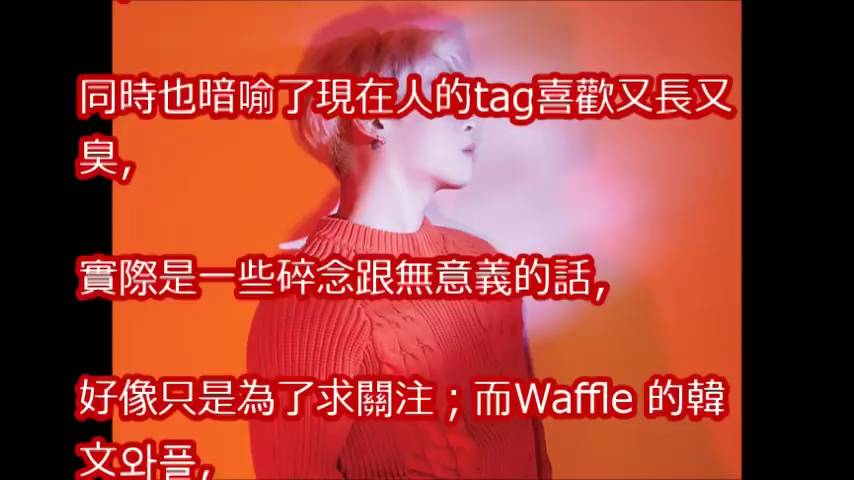 同時也暗喻了現在人的tag喜歡又長又
臭,
實際是一些碎念跟無意義的話,
好像只是為了求關注；而Waffle 的韓
文와플,